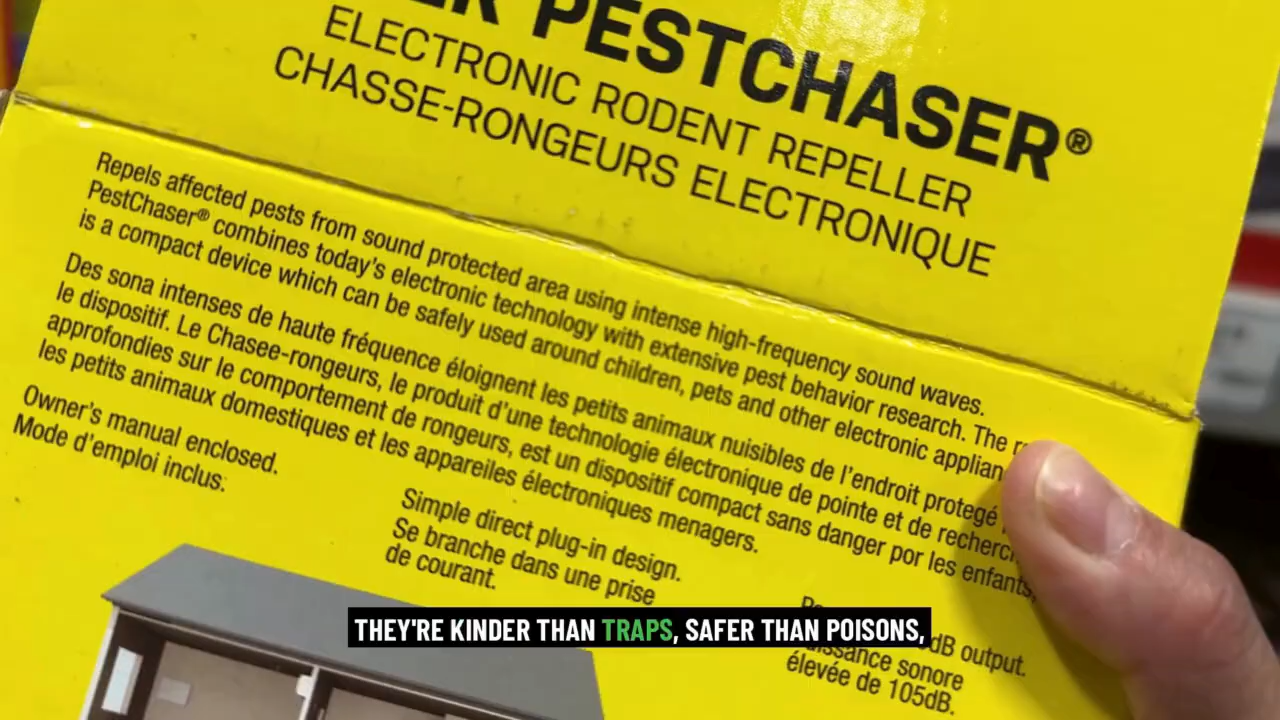 PESTCHASER®
ELECTRONIC RODENT REPELLER
CHASSE-RONGEURS ELECTRONIQUE
Repels affected pests from sound protected area using intense high-frequency sound waves.
PestChaser® combines today's electronic technology with extensive pest behavior research. The
is a compact device which can be safely used around children, pets and other electronic
Des sona intenses de haute fréquence éloignent les petits animaux nuisibles de l'endroit protegé
le dispositif. Le Chasee-rongeurs, le produit d'une technologie électronique de pointe et de
approfondies sur le comportement de rongeurs, est un dispositif compact sans danger por les enfants,
les petits animaux domestiques et les appareiles électroniques menagers.
Owner's manual enclosed.
Mode d'emploi inclus:
Simple direct plug-in design.
Se branche dans une prise
de courant.
dB output.
sonore
élevée de 105dB.
THEY'RE KINDER THAN TRAPS, SAFER THAN POISONS,